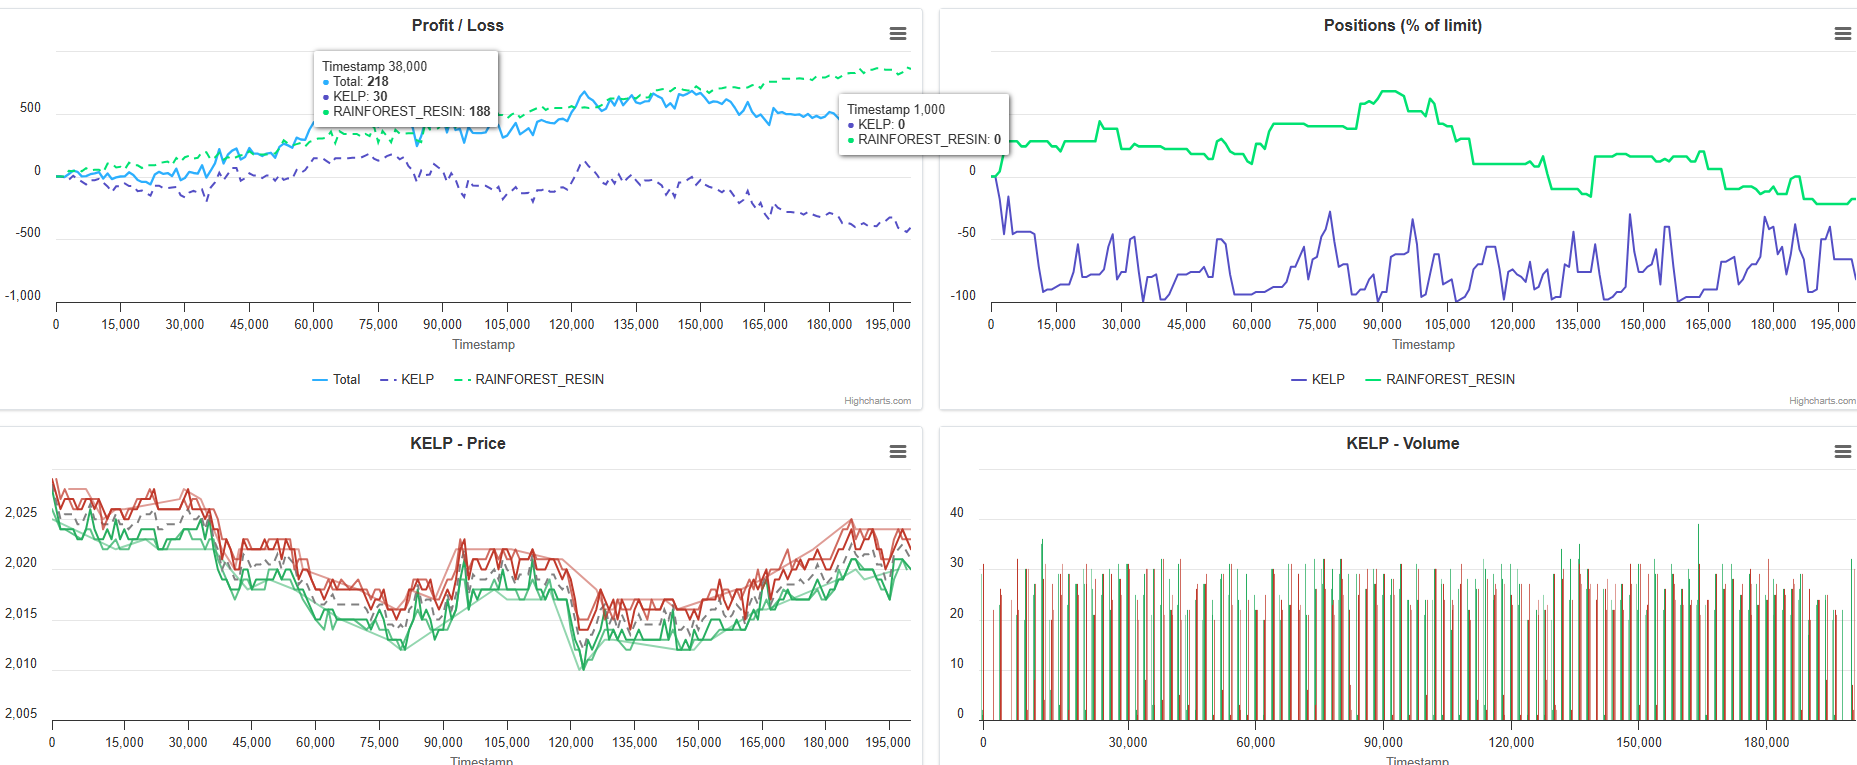 Profit / Loss
Timestamp 38,000
● Total: 218
● KELP: 30
● RAINFOREST_RESIN: 188
500
0
-500
-1,000
0 15,000 30,000 45,000 60,000 75,000 90,000 105,000 120,000 135,000 150,000 165,000 180,000 195,000
Timestamp
Total KELP RAINFOREST_RESIN
Highcharts.com
Positions (% of limit)
Timestamp 1,000
● KELP: 0
● RAINFOREST_RESIN: 0
0
-50
-100
0 15,000 30,000 45,000 60,000 75,000 90,000 105,000 120,000 135,000 150,000 165,000 180,000 195,000
Timestamp
KELP RAINFOREST_RESIN
Highcharts.com
KELP - Price
2,025
2,020
2,015
2,010
2,005
0 15,000 30,000 45,000 60,000 75,000 90,000 105,000 120,000 135,000 150,000 165,000 180,000 195,000
Timestamp
KELP - Volume
40
30
20
10
0
0 30,000 60,000 90,000 120,000 150,000 180,000
Timestamp